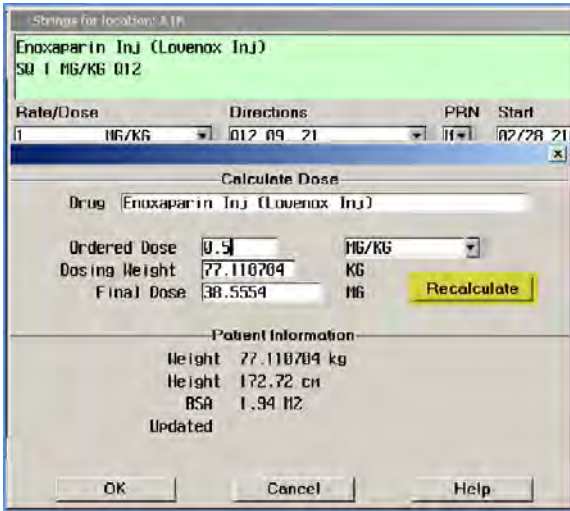 Strings for location: A1K
Enoxaparin Inj (Lovenox Inj)
SQ 1 MG/KG Q12
Rate/Dose Directions PRN Start
1 MG/KG Q12 09 21 02/28 21
Calculate Dose
Drug Enoxaparin Inj (Lovenox Inj)
Ordered Dose 0.5 MG/KG
Dosing Weight 77.110704 KG
Final Dose 38.5554 MG
Recalculate
Patient Information
Weight 77.110704 kg
Height 172.72 cm
BSA 1.94 M2
Updated
OK Cancel Help